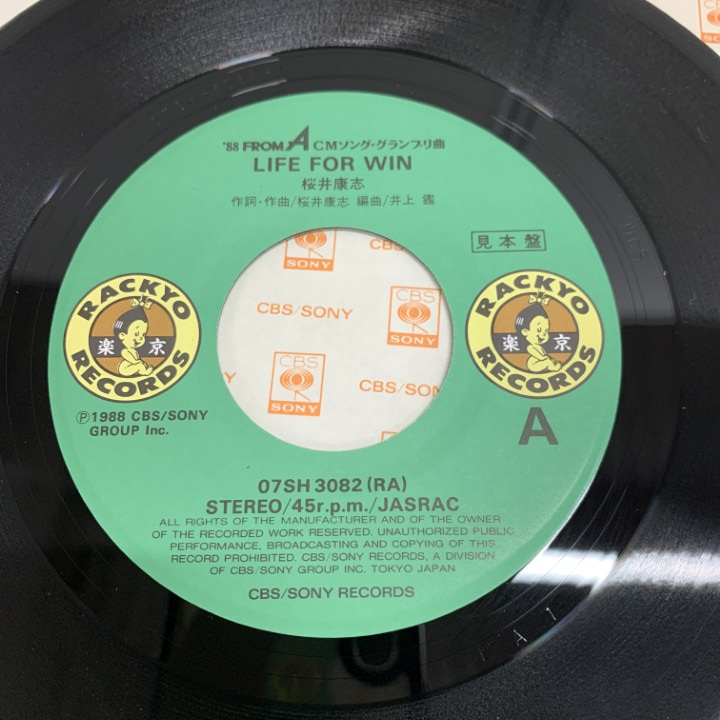 '88 FROM A CMソング・グランプリ曲
LIFE FOR WIN
桜井康志
作詞・作曲/桜井康志 編曲/井上 鑑
見本盤
RACKYO
楽京
RECORDS
RACKYO
楽京
RECORDS
CBS
SONY
CBS/SONY
CBS
SONY
CBS
SONY
CBS/SONY
SONY
Ⓟ1988 CBS/SONY
GROUP Inc.
A
07SH 3082(RA)
STEREO/45r.p.m./JASRAC
ALL RIGHTS OF THE MANUFACTURER AND OF THE OWNER
OF THE RECORDED WORK RESERVED. UNAUTHORIZED PUBLIC
PERFORMANCE, BROADCASTING AND COPYING OF THIS
RECORD PROHIBITED. CBS/SONY RECORDS, A DIVISION
OF CBS/SONY GROUP INC. TOKYO JAPAN
CBS/SONY RECORDS